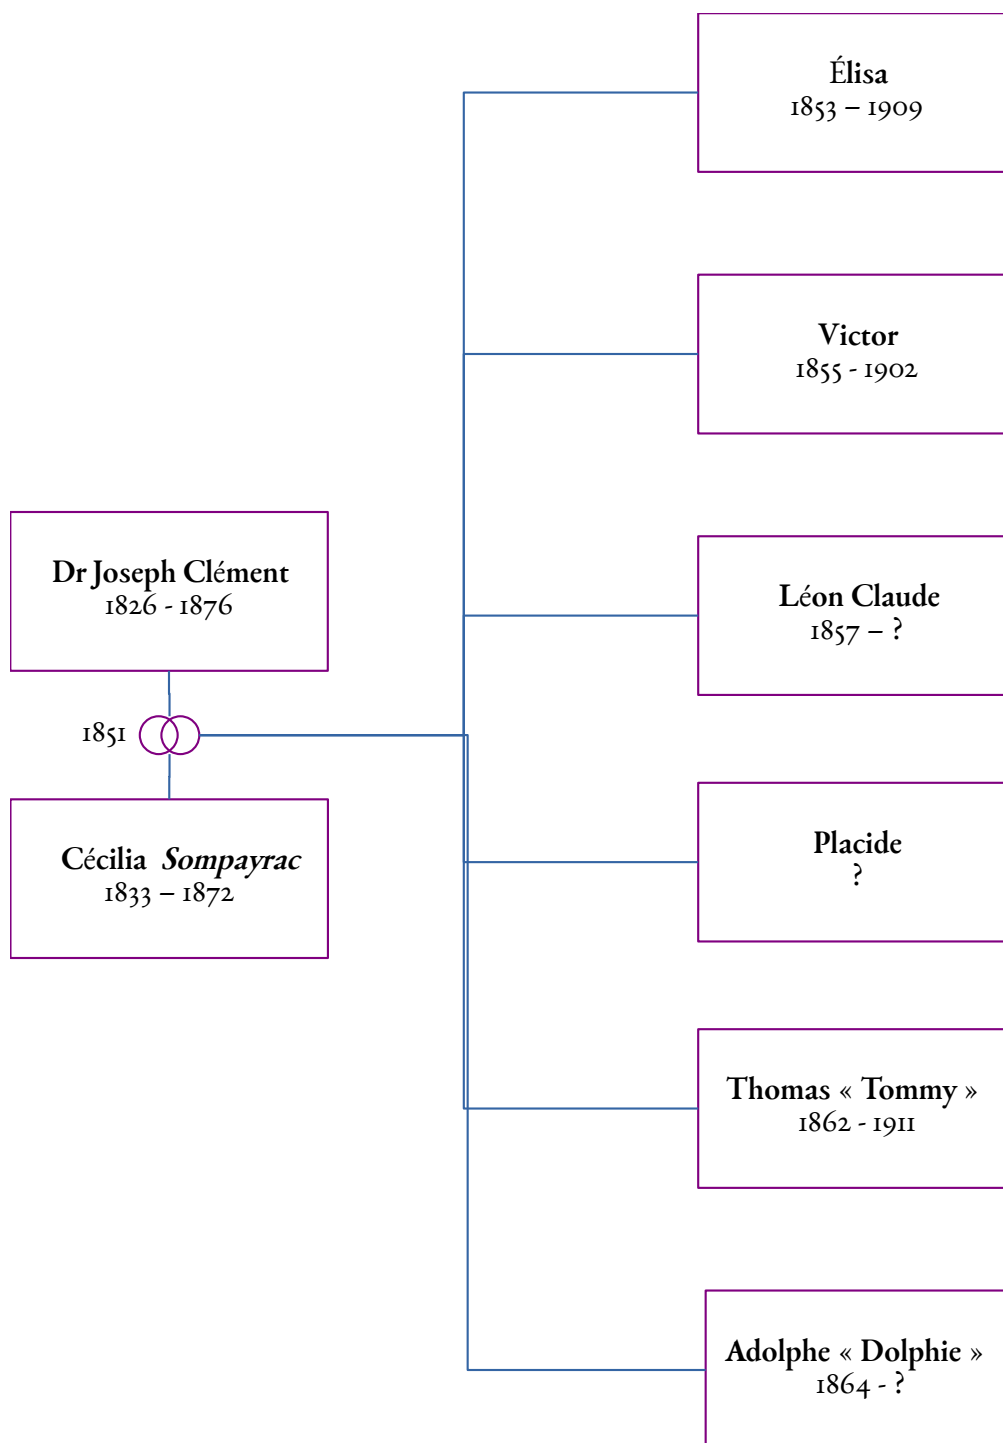 Élisa
1853 – 1909
Victor
1855 - 1902
Léon Claude
1857 – ?
Dr Joseph Clément
1826 - 1876
1851
Cécilia Sompayrac
1833 – 1872
Placide
?
Thomas « Tommy »
1862 - 1911
Adolphe « Dolphie »
1864 - ?